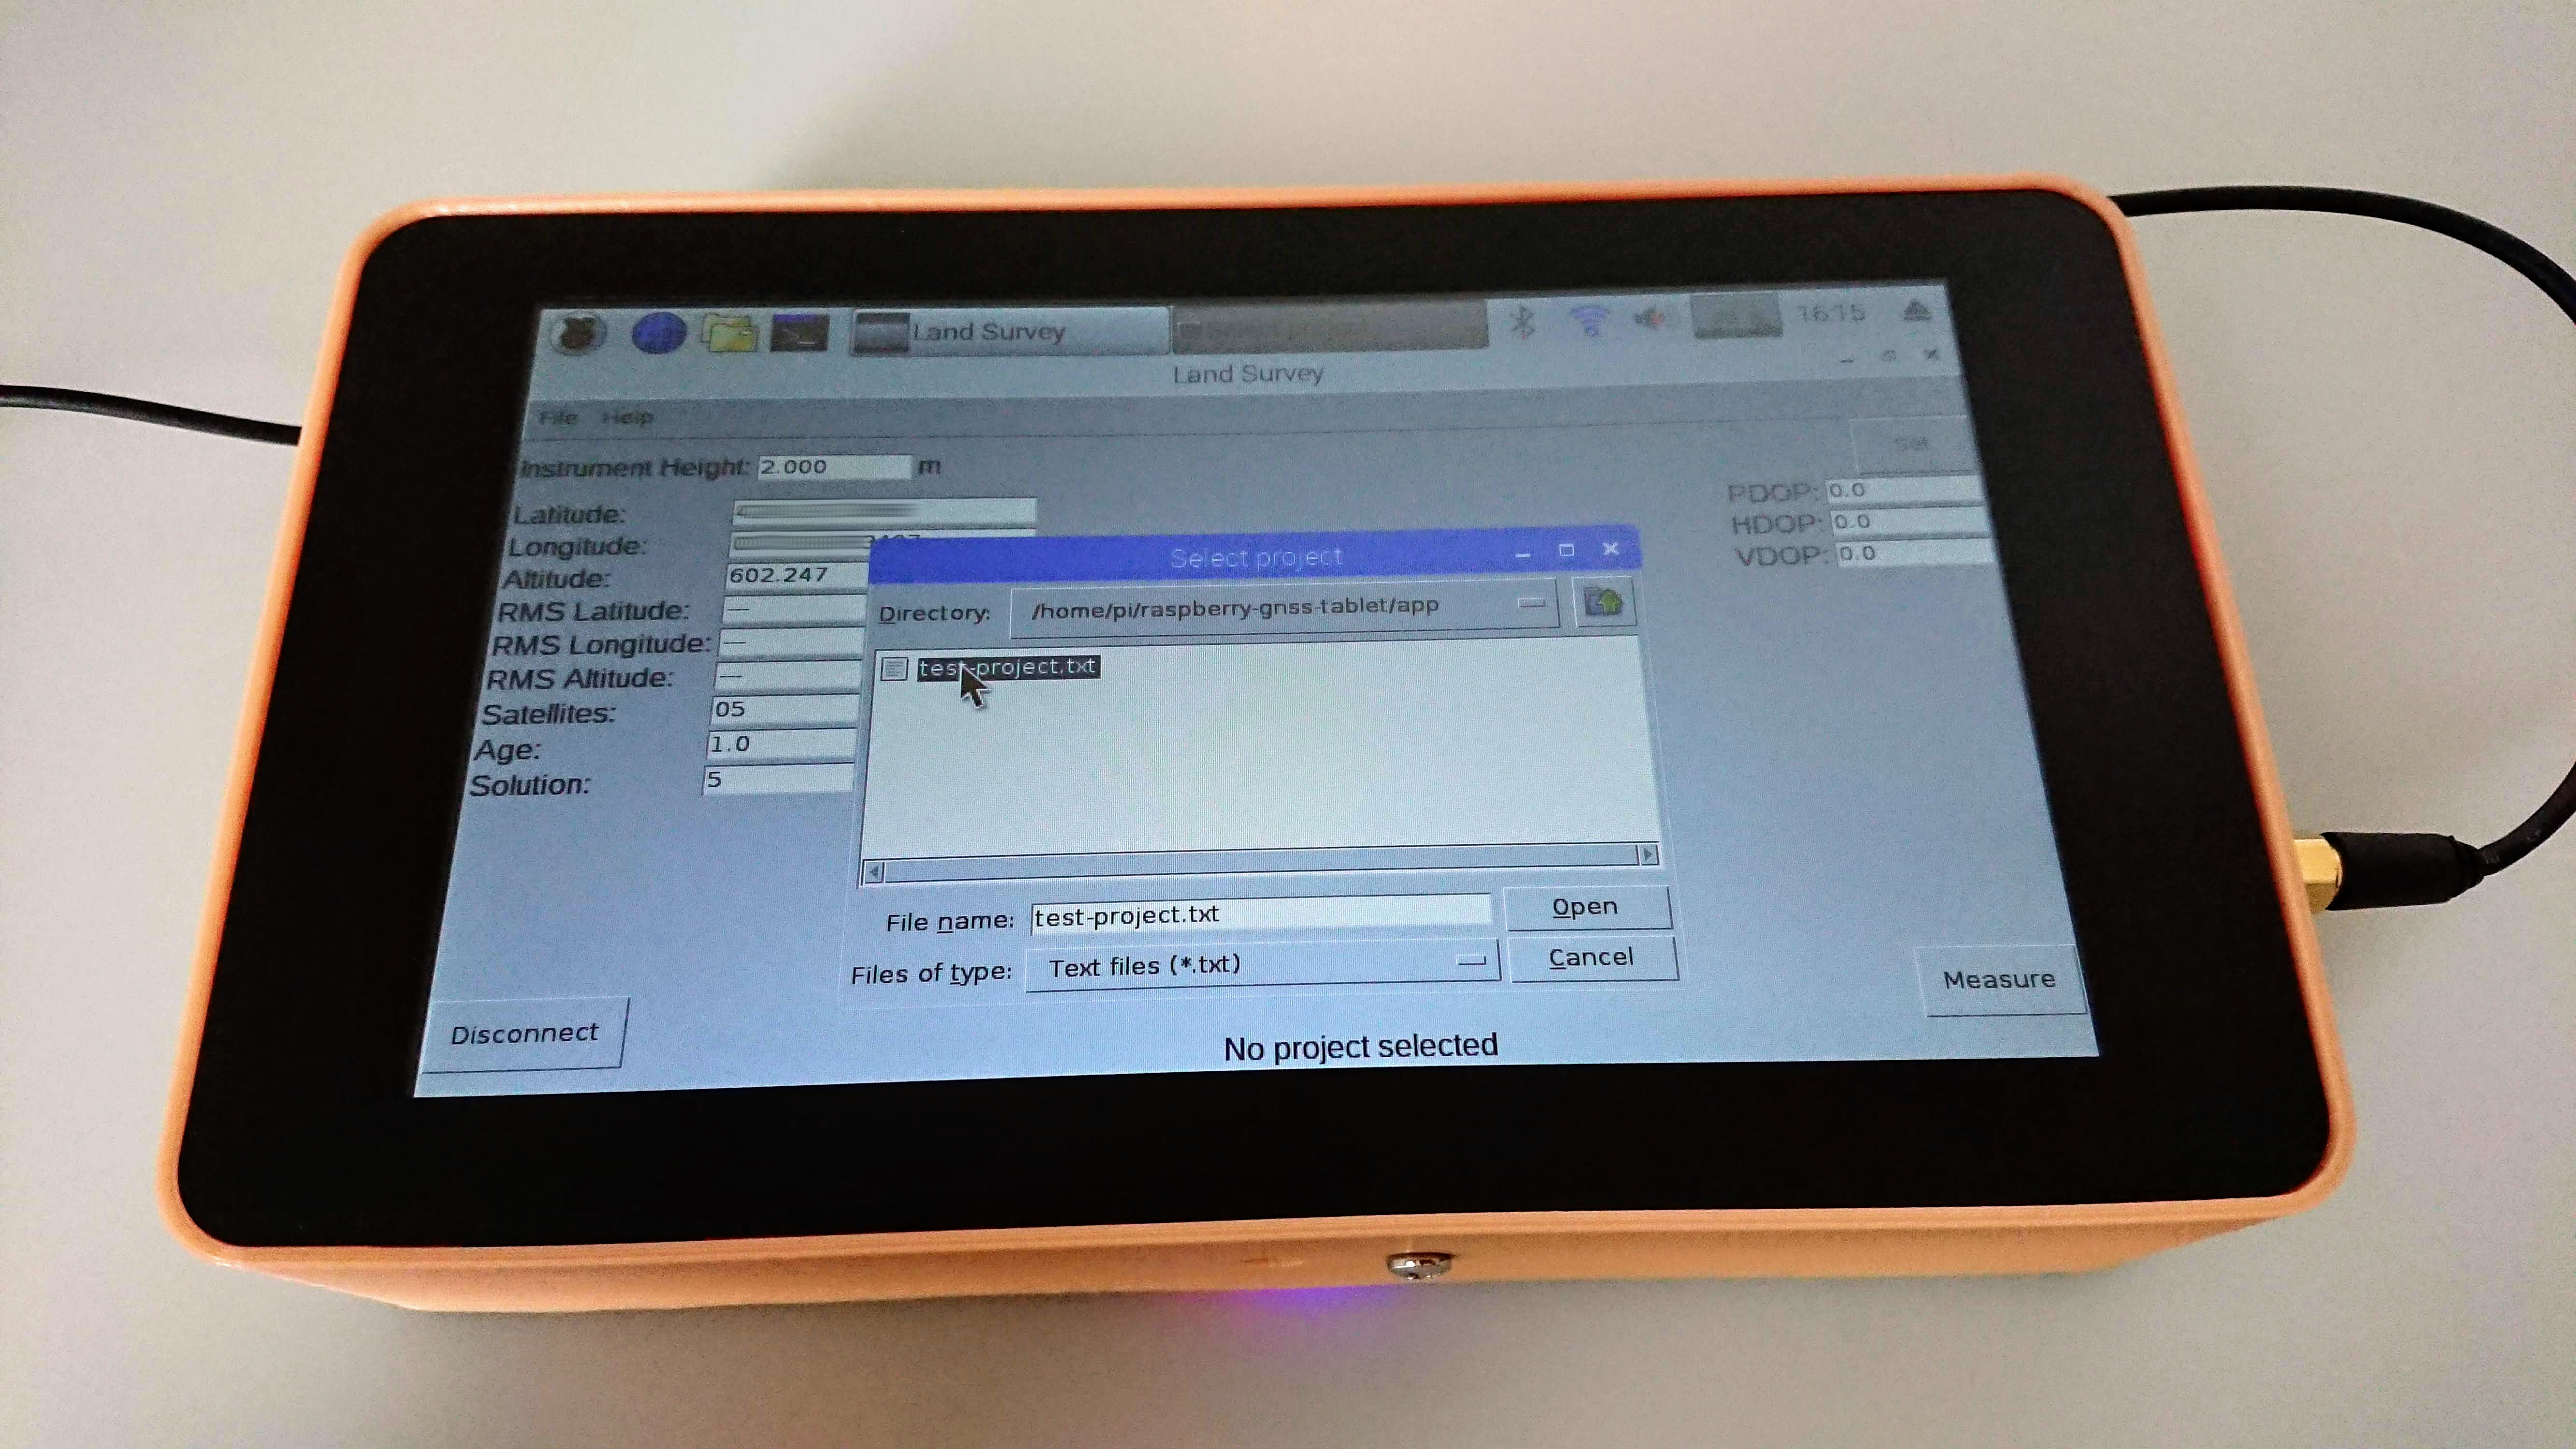 Land Survey
16:15
Land Survey
File Help
Set
Instrument Height: 2.000 m
Latitude:
Longitude:
Altitude: 602.247
RMS Latitude: —
RMS Longitude: —
RMS Altitude: —
Satellites: 05
Age: 1.0
Solution: 5
PDOP: 0.0
HDOP: 0.0
VDOP: 0.0
Select project
Directory: /home/pi/raspberry-gnss-tablet/app
test-project.txt
File name: test-project.txt
Open
Files of type: Text files (*.txt)
Cancel
Disconnect
No project selected
Measure